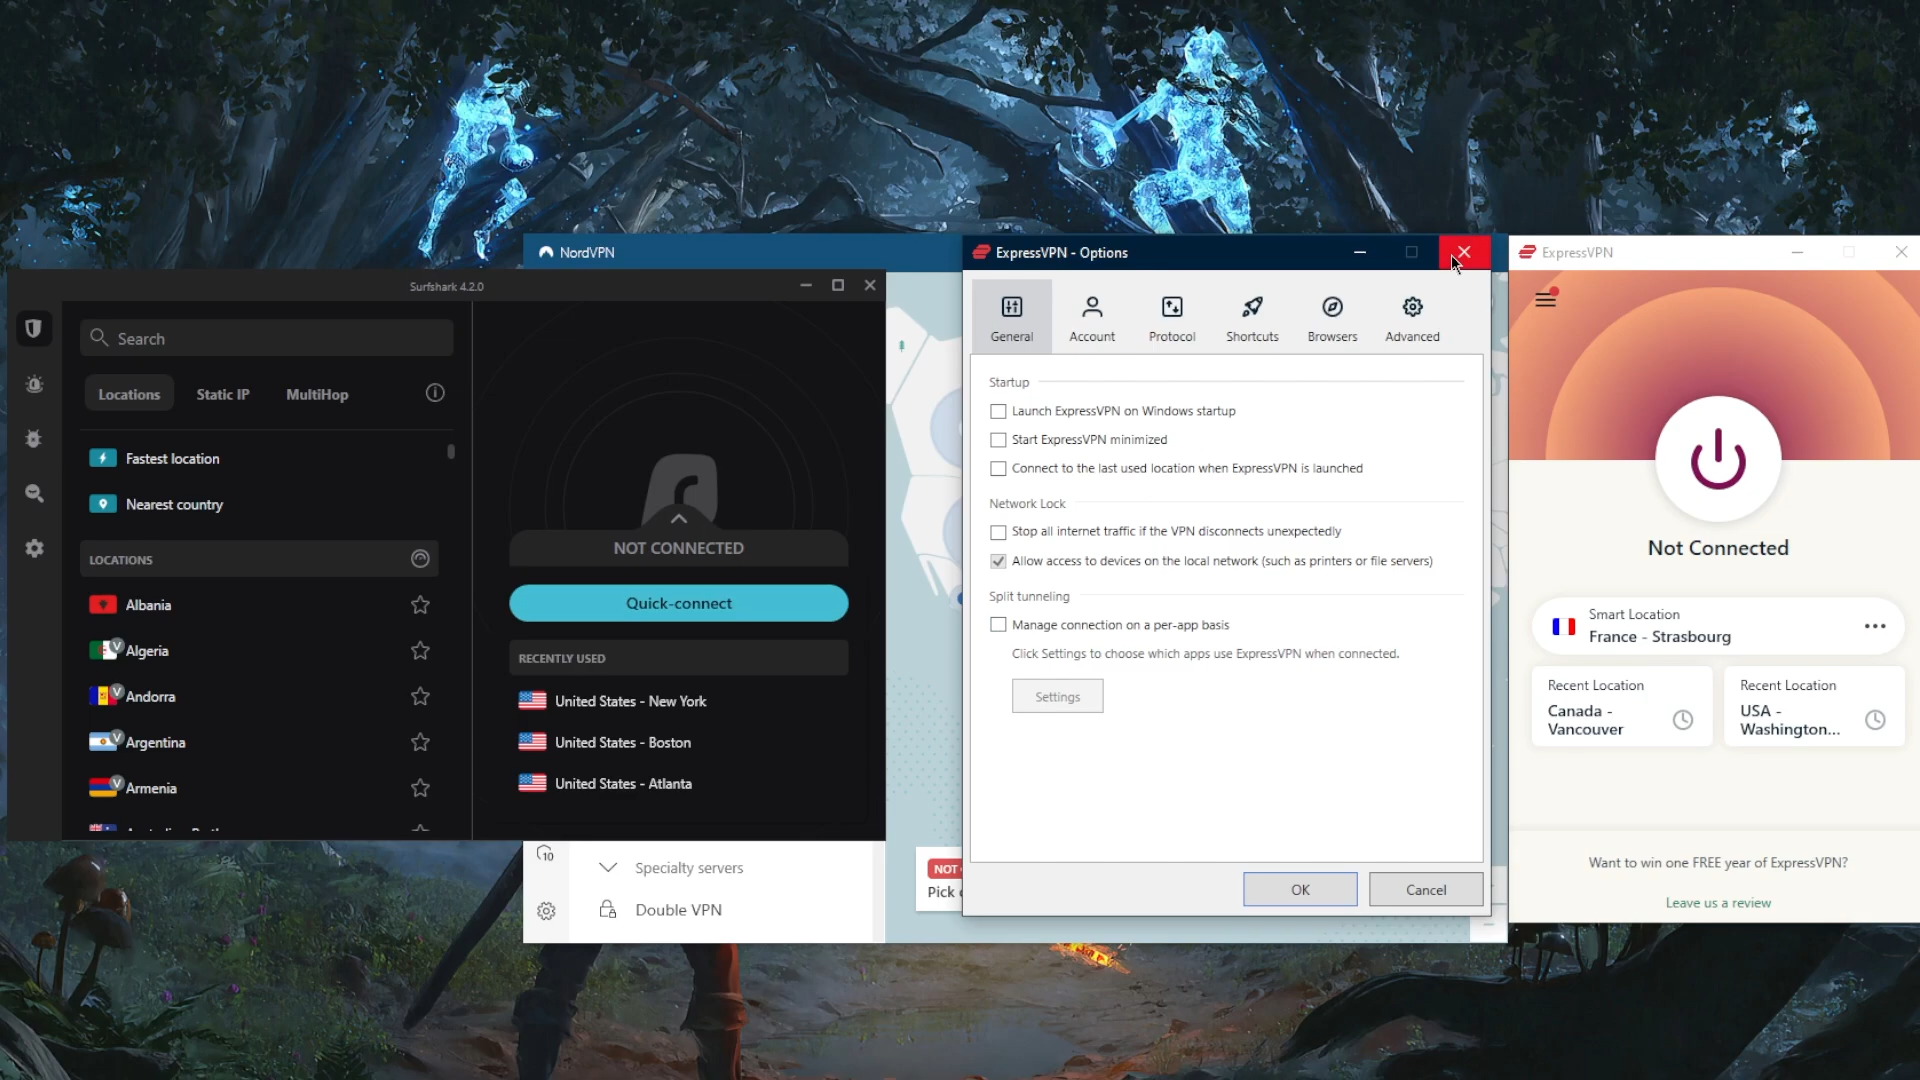 NordVPN
Surfshark 4.2.0
Search
Locations
Static IP
MultiHop
Fastest location
Nearest country
LOCATIONS
Albania
V
Algeria
V
Andorra
V
Argentina
V
Armenia
NOT CONNECTED
Quick-connect
RECENTLY USED
United States - New York
United States - Boston
United States - Atlanta
10
Specialty servers
Double VPN
NOT
Pick
ExpressVPN - Options
General
Account
Protocol
Shortcuts
Browsers
Advanced
Startup
Launch ExpressVPN on Windows startup
Start ExpressVPN minimized
Connect to the last used location when ExpressVPN is launched
Network Lock
Stop all internet traffic if the VPN disconnects unexpectedly
Allow access to devices on the local network (such as printers or file servers)
Split tunneling
Manage connection on a per-app basis
Click Settings to choose which apps use ExpressVPN when connected.
Settings
OK
Cancel
ExpressVPN
Not Connected
Smart Location
France - Strasbourg
Recent Location
Canada -
Vancouver
Recent Location
USA -
Washington...
Want to win one FREE year of ExpressVPN?
Leave us a review